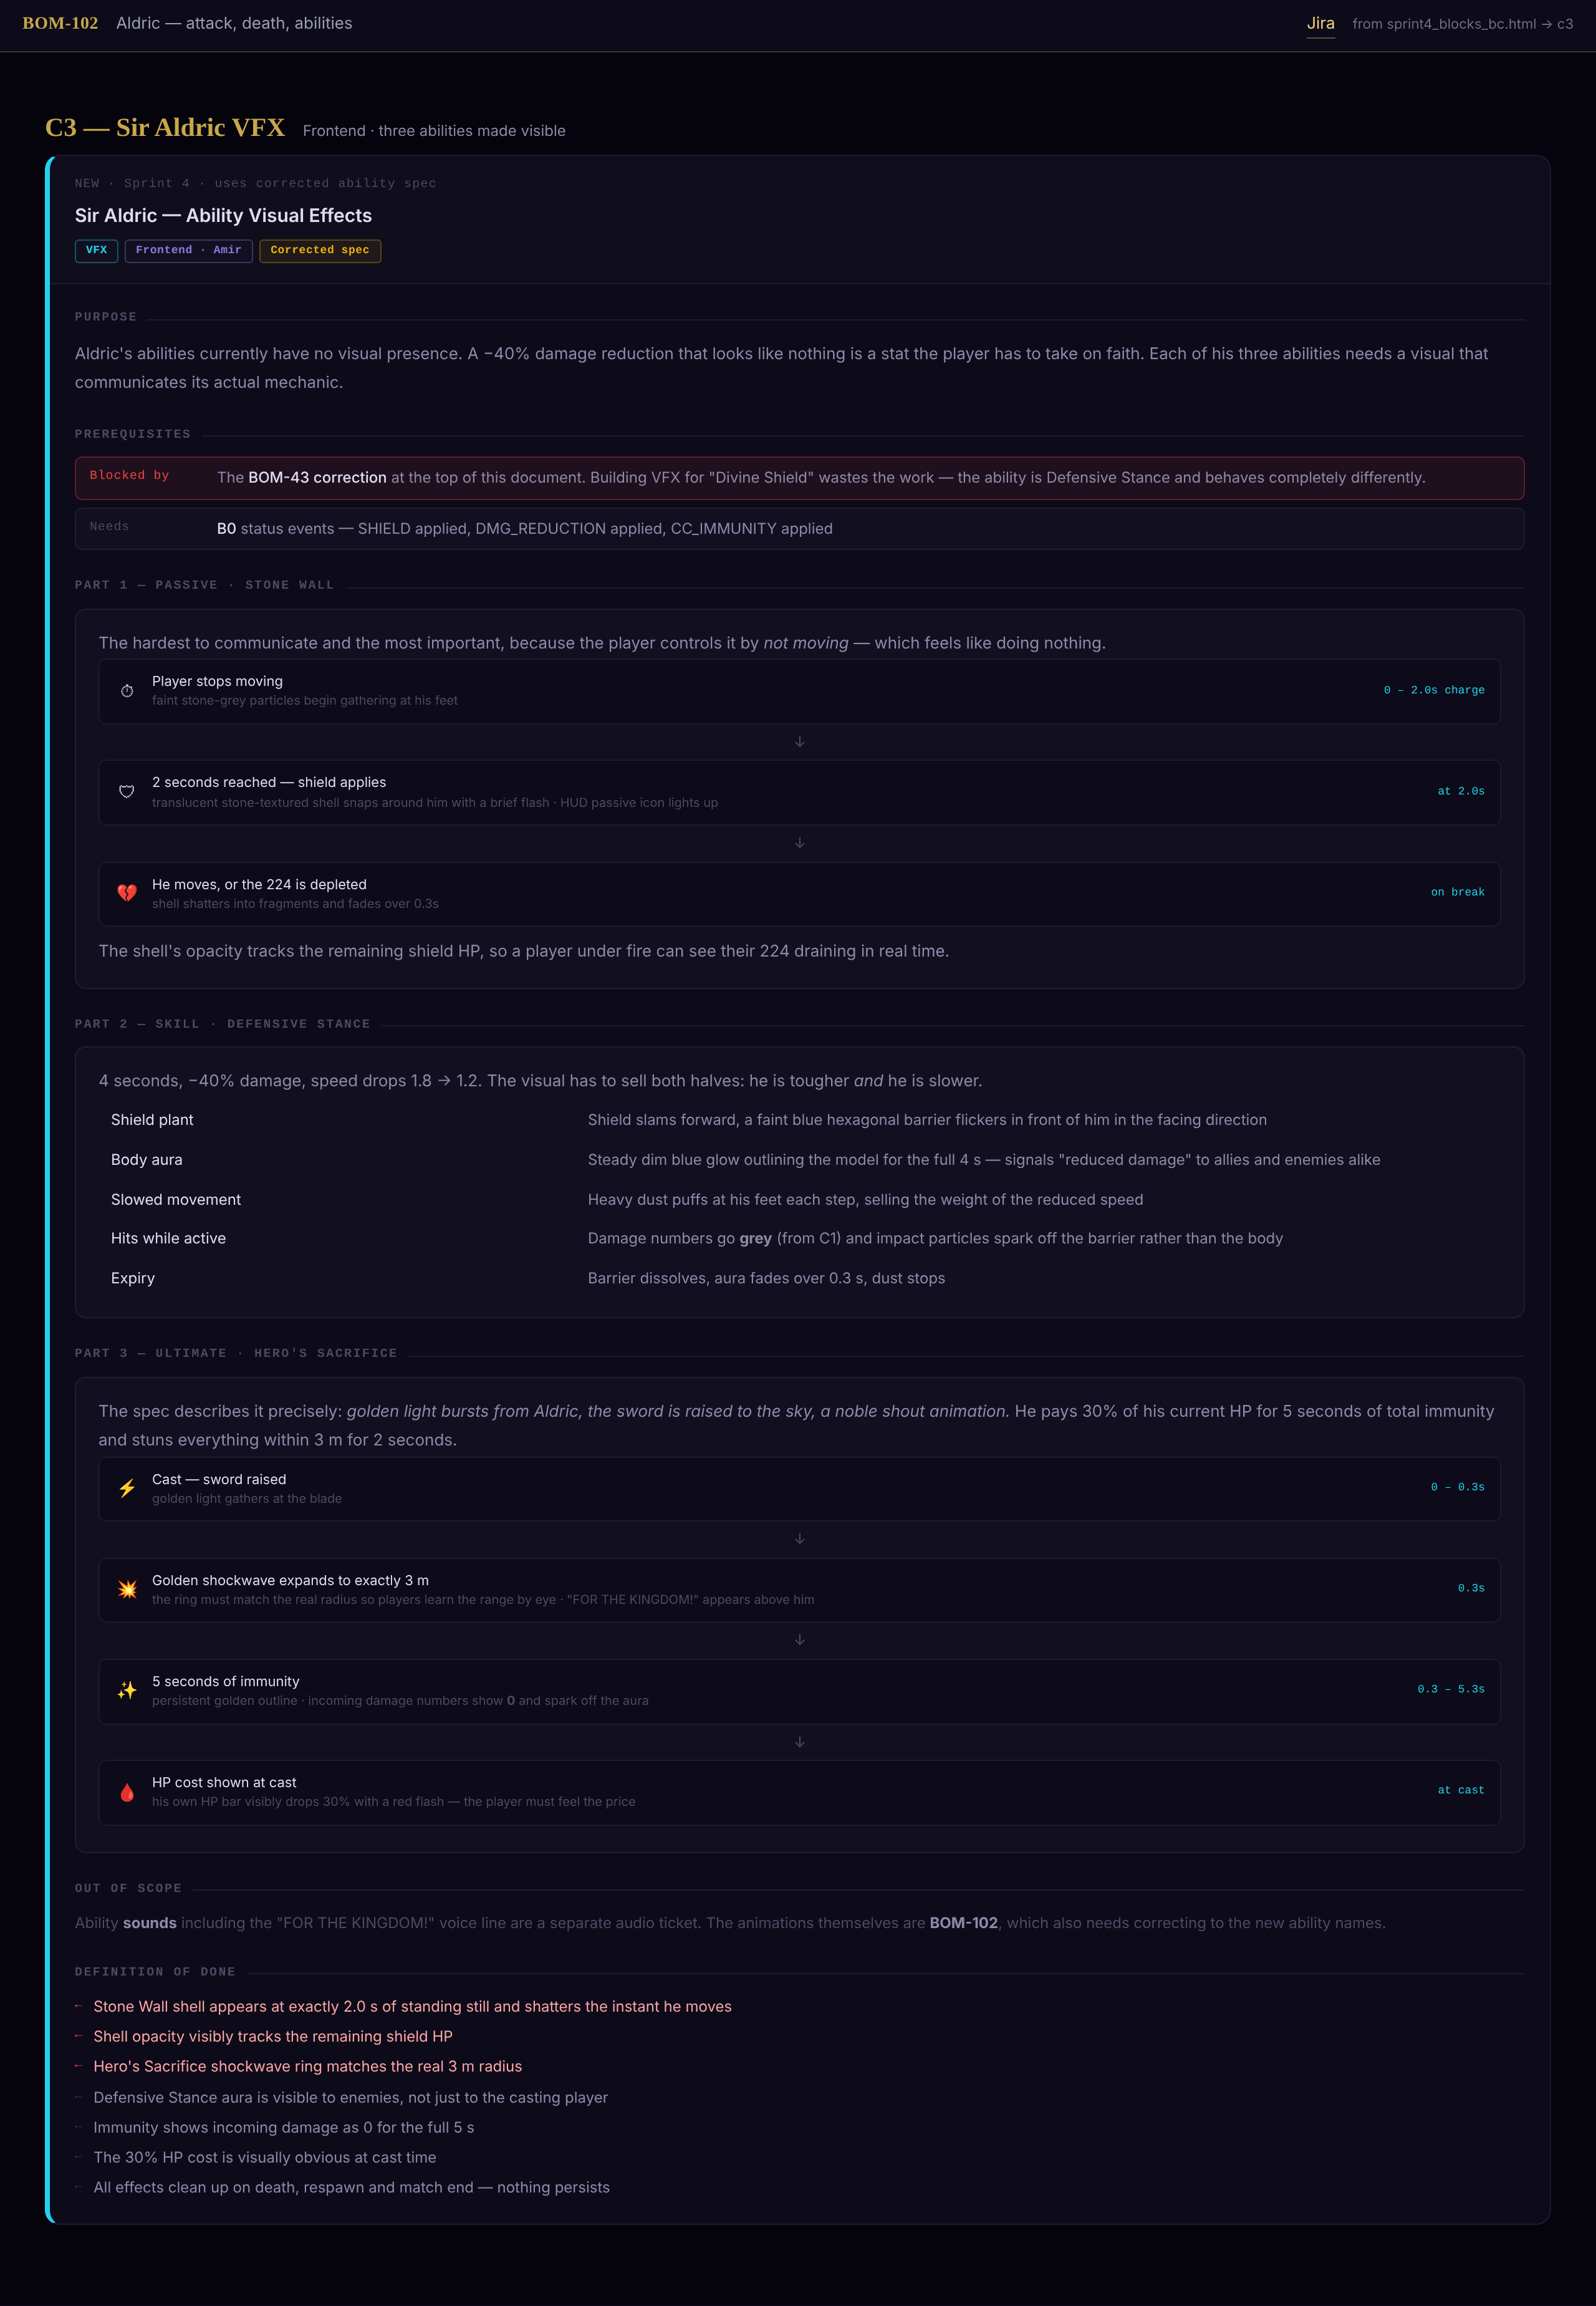 BOM-102 Aldric — attack, death, abilities
Jira from sprint4_blocks_bc.html → c3
C3 — Sir Aldric VFX Frontend · three abilities made visible
NEW · Sprint 4 · uses corrected ability spec
Sir Aldric — Ability Visual Effects
VFX Frontend · Amir Corrected spec
PURPOSE
Aldric's abilities currently have no visual presence. A −40% damage reduction that looks like nothing is a stat the player has to take on faith. Each of his three abilities needs a visual that
communicates its actual mechanic.
PREREQUISITES
Blocked by The BOM-43 correction at the top of this document. Building VFX for "Divine Shield" wastes the work — the ability is Defensive Stance and behaves completely differently.
Needs B0 status events — SHIELD applied, DMG_REDUCTION applied, CC_IMMUNITY applied
PART 1 — PASSIVE · STONE WALL
The hardest to communicate and the most important, because the player controls it by not moving — which feels like doing nothing.
⏱ Player stops moving
faint stone-grey particles begin gathering at his feet
0 – 2.0s charge
↓
🛡 2 seconds reached — shield applies
translucent stone-textured shell snaps around him with a brief flash · HUD passive icon lights up
at 2.0s
↓
💔 He moves, or the 224 is depleted
shell shatters into fragments and fades over 0.3s
on break
The shell's opacity tracks the remaining shield HP, so a player under fire can see their 224 draining in real time.
PART 2 — SKILL · DEFENSIVE STANCE
4 seconds, −40% damage, speed drops 1.8 → 1.2. The visual has to sell both halves: he is tougher and he is slower.
Shield plant Shield slams forward, a faint blue hexagonal barrier flickers in front of him in the facing direction
Body aura Steady dim blue glow outlining the model for the full 4 s — signals "reduced damage" to allies and enemies alike
Slowed movement Heavy dust puffs at his feet each step, selling the weight of the reduced speed
Hits while active Damage numbers go grey (from C1) and impact particles spark off the barrier rather than the body
Expiry Barrier dissolves, aura fades over 0.3 s, dust stops
PART 3 — ULTIMATE · HERO'S SACRIFICE
The spec describes it precisely: golden light bursts from Aldric, the sword is raised to the sky, a noble shout animation. He pays 30% of his current HP for 5 seconds of total immunity
and stuns everything within 3 m for 2 seconds.
⚡ Cast — sword raised
golden light gathers at the blade
0 – 0.3s
↓
💥 Golden shockwave expands to exactly 3 m
the ring must match the real radius so players learn the range by eye · "FOR THE KINGDOM!" appears above him
0.3s
↓
✨ 5 seconds of immunity
persistent golden outline · incoming damage numbers show 0 and spark off the aura
0.3 – 5.3s
↓
🩸 HP cost shown at cast
his own HP bar visibly drops 30% with a red flash — the player must feel the price
at cast
OUT OF SCOPE
Ability sounds including the "FOR THE KINGDOM!" voice line are a separate audio ticket. The animations themselves are BOM-102, which also needs correcting to the new ability names.
DEFINITION OF DONE
← Stone Wall shell appears at exactly 2.0 s of standing still and shatters the instant he moves
← Shell opacity visibly tracks the remaining shield HP
← Hero's Sacrifice shockwave ring matches the real 3 m radius
← Defensive Stance aura is visible to enemies, not just to the casting player
← Immunity shows incoming damage as 0 for the full 5 s
← The 30% HP cost is visually obvious at cast time
← All effects clean up on death, respawn and match end — nothing persists